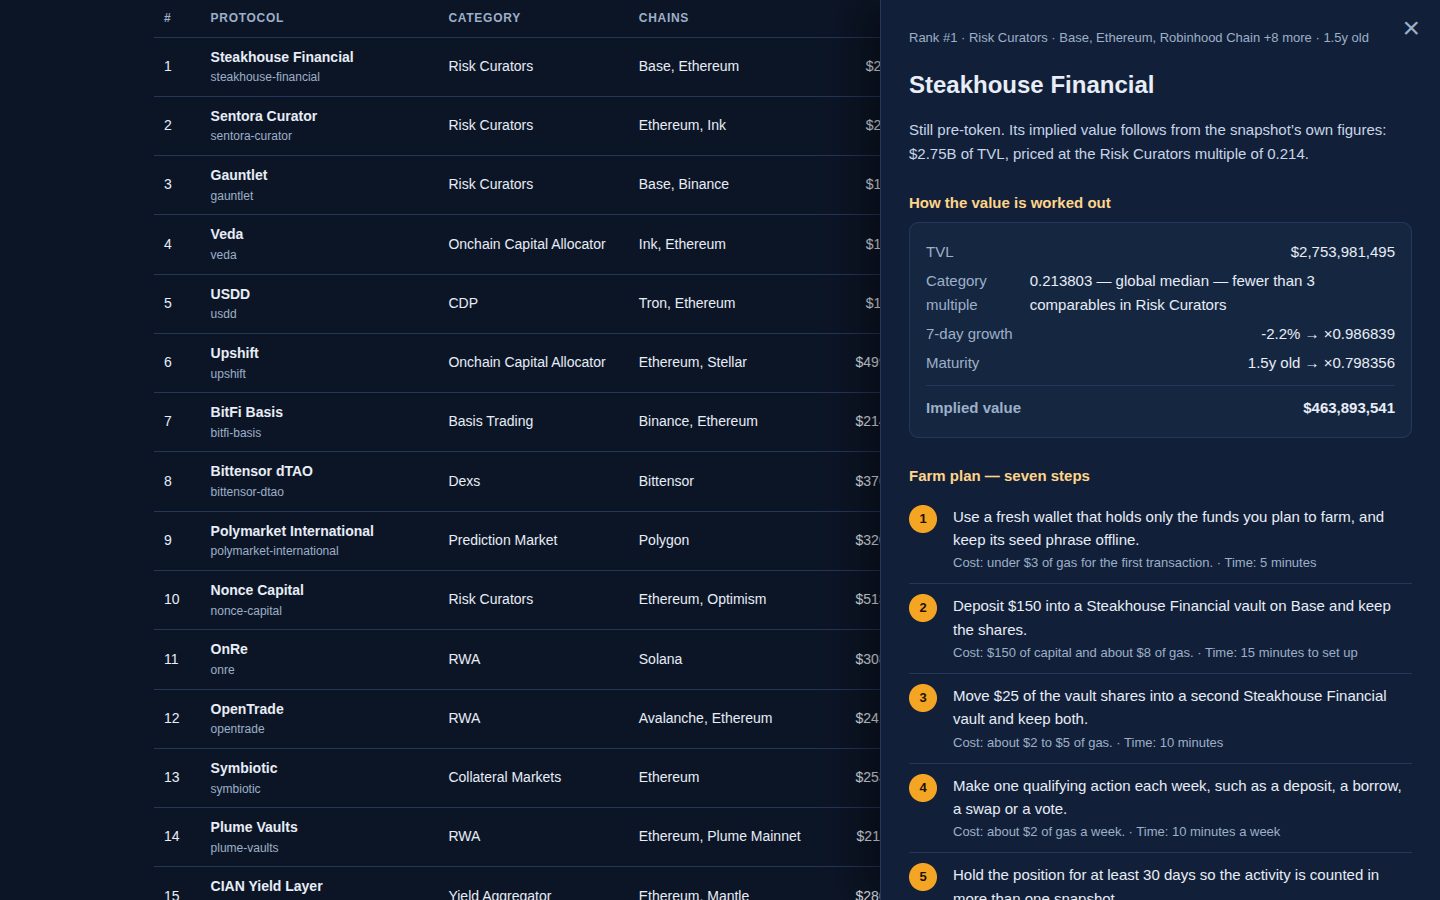 # PROTOCOL CATEGORY CHAINS
1 Steakhouse Financial Risk Curators Base, Ethereum
steakhouse-financial
2 Sentora Curator Risk Curators Ethereum, Ink
sentora-curator
3 Gauntlet Risk Curators Base, Binance
gauntlet
4 Veda Onchain Capital Allocator Ink, Ethereum
veda
5 USDD CDP Tron, Ethereum
usdd
6 Upshift Onchain Capital Allocator Ethereum, Stellar
upshift
7 BitFi Basis Basis Trading Binance, Ethereum
bitfi-basis
8 Bittensor dTAO Dexs Bittensor
bittensor-dtao
9 Polymarket International Prediction Market Polygon
polymarket-international
10 Nonce Capital Risk Curators Ethereum, Optimism
nonce-capital
11 OnRe RWA Solana
onre
12 OpenTrade RWA Avalanche, Ethereum
opentrade
13 Symbiotic Collateral Markets Ethereum
symbiotic
14 Plume Vaults RWA Ethereum, Plume Mainnet
plume-vaults
15 CIAN Yield Layer Yield Aggregator Ethereum, Mantle
Rank #1 · Risk Curators · Base, Ethereum, Robinhood Chain +8 more · 1.5y old ✕
Steakhouse Financial
Still pre-token. Its implied value follows from the snapshot's own figures:
$2.75B of TVL, priced at the Risk Curators multiple of 0.214.
How the value is worked out
TVL $2,753,981,495
Category multiple 0.213803 — global median — fewer than 3
comparables in Risk Curators
7-day growth -2.2% → ×0.986839
Maturity 1.5y old → ×0.798356
Implied value $463,893,541
Farm plan — seven steps
1 Use a fresh wallet that holds only the funds you plan to farm, and
keep its seed phrase offline.
Cost: under $3 of gas for the first transaction. · Time: 5 minutes
2 Deposit $150 into a Steakhouse Financial vault on Base and keep
the shares.
Cost: $150 of capital and about $8 of gas. · Time: 15 minutes to set up
3 Move $25 of the vault shares into a second Steakhouse Financial
vault and keep both.
Cost: about $2 to $5 of gas. · Time: 10 minutes
4 Make one qualifying action each week, such as a deposit, a borrow,
a swap or a vote.
Cost: about $2 of gas a week. · Time: 10 minutes a week
5 Hold the position for at least 30 days so the activity is counted in
more than one snapshot.